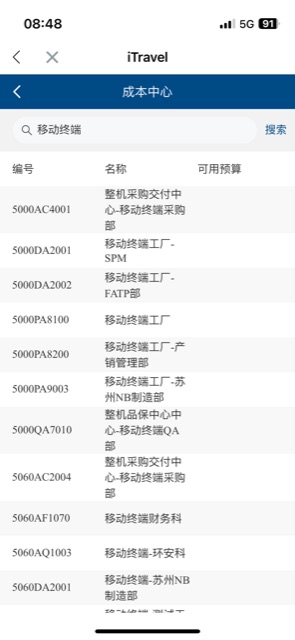 08:48
5G 91
iTravel
成本中心
移动终端 搜索
编号 名称 可用预算
整机采购交付中
5000AC4001 心-移动终端采购
部
5000DA2001 移动终端工厂-
SPM
5000DA2002 移动终端工厂-
FATP部
5000PA8100 移动终端工厂
5000PA8200 移动终端工厂-产
销管理部
5000PA9003 移动终端工厂-苏
州NB制造部
整机品保中心中
5000QA7010 心-移动终端QA
部
整机采购交付中
5060AC2004 心-移动终端采购
部
5060AF1070 移动终端财务科
5060AQ1003 移动终端-环安科
5060DA2001 移动终端-苏州NB
制造部